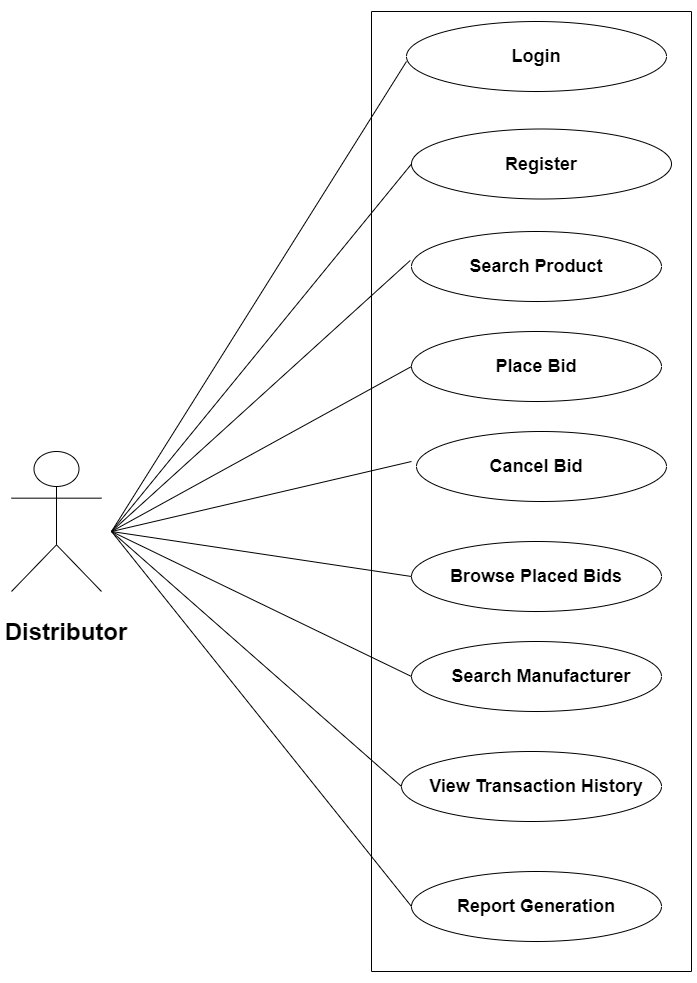 Login
Register
Search Product
Place Bid
Cancel Bid
Browse Placed Bids
Distributor
Search Manufacturer
View Transaction History
Report Generation